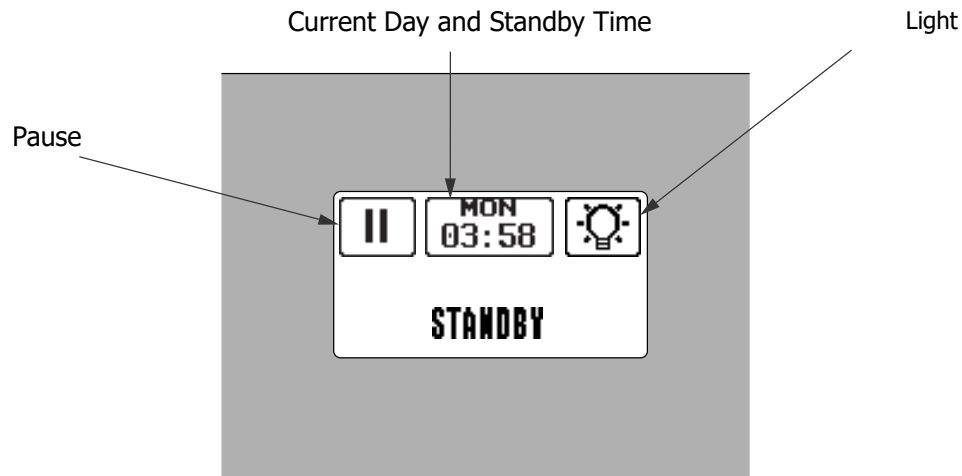 Current Day and Standby Time
Light
Pause
MON
03:58
STANDBY